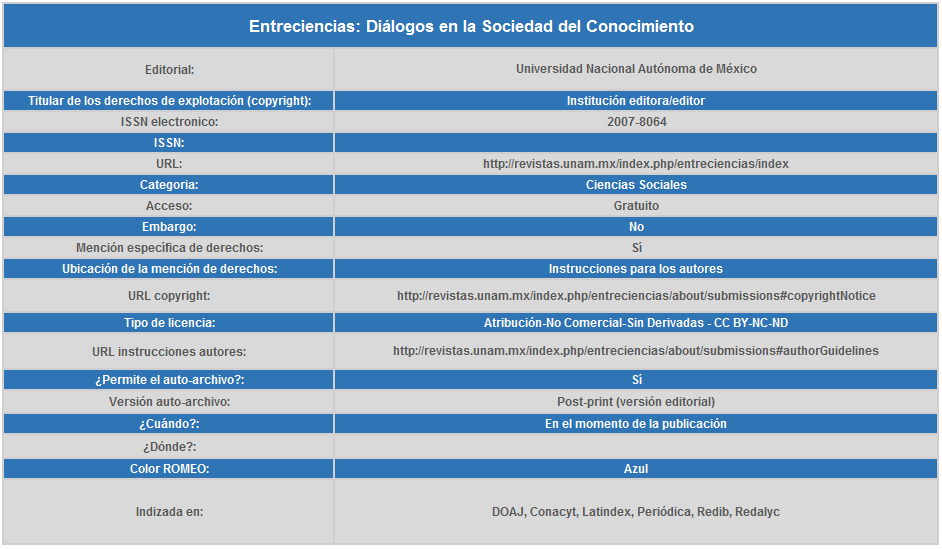 Entreciencias: Diálogos en la Sociedad del Conocimiento
Editorial: Universidad Nacional Autónoma de México
Titular de los derechos de explotación (copyright): Institución editora/editor
ISSN electronico: 2007-8064
ISSN:
URL: http://revistas.unam.mx/index.php/entreciencias/index
Categoria: Ciencias Sociales
Acceso: Gratuito
Embargo: No
Mención específica de derechos: Sì
Ubicación de la mención de derechos: Instrucciones para los autores
URL copyright: http://revistas.unam.mx/index.php/entreciencias/about/submissions#copyrightNotice
Tipo de licencia: Atribución-No Comercial-Sin Derivadas - CC BY-NC-ND
URL instrucciones autores: http://revistas.unam.mx/index.php/entreciencias/about/submissions#authorGuidelines
¿Permite el auto-archivo?: Sì
Versión auto-archivo: Post-print (versión editorial)
¿Cuándo?: En el momento de la publicación
¿Dónde?:
Color ROMEO: Azul
Indizada en: DOAJ, Conacyt, Latindex, Periódica, Redib, Redalyc